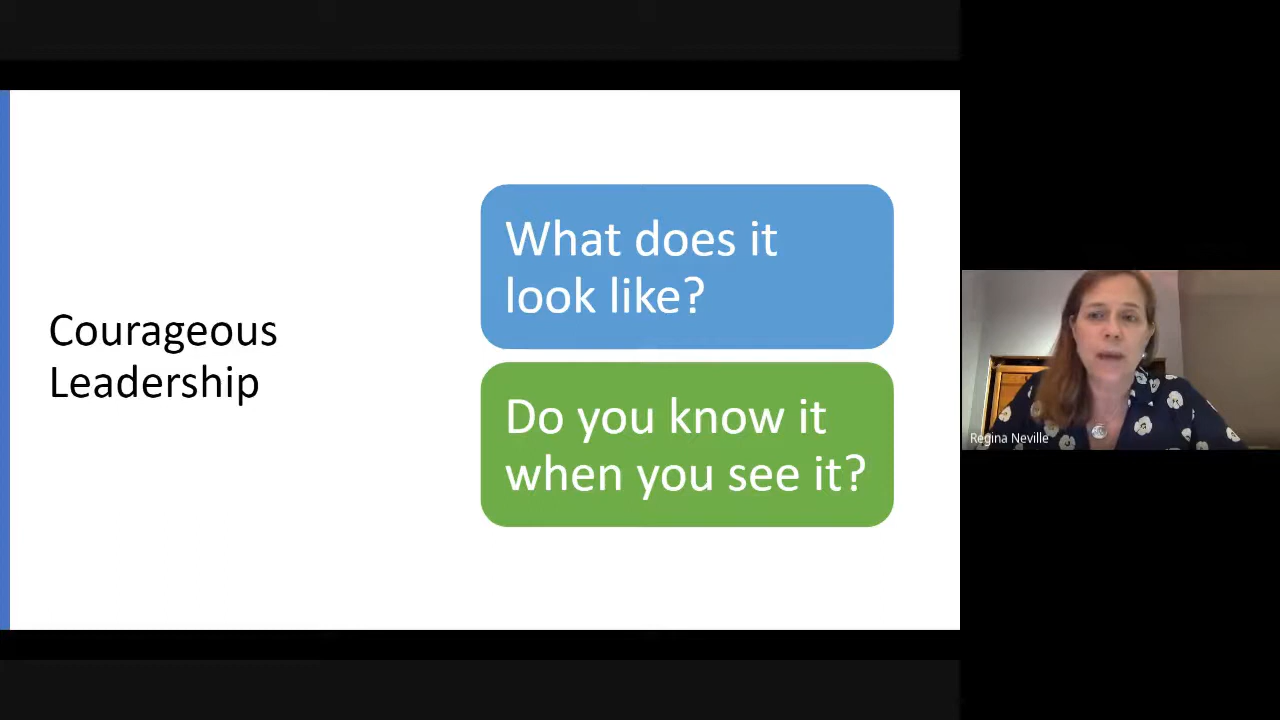 Courageous
Leadership
What does it
look like?
Do you know it
when you see it?
Regina Neville